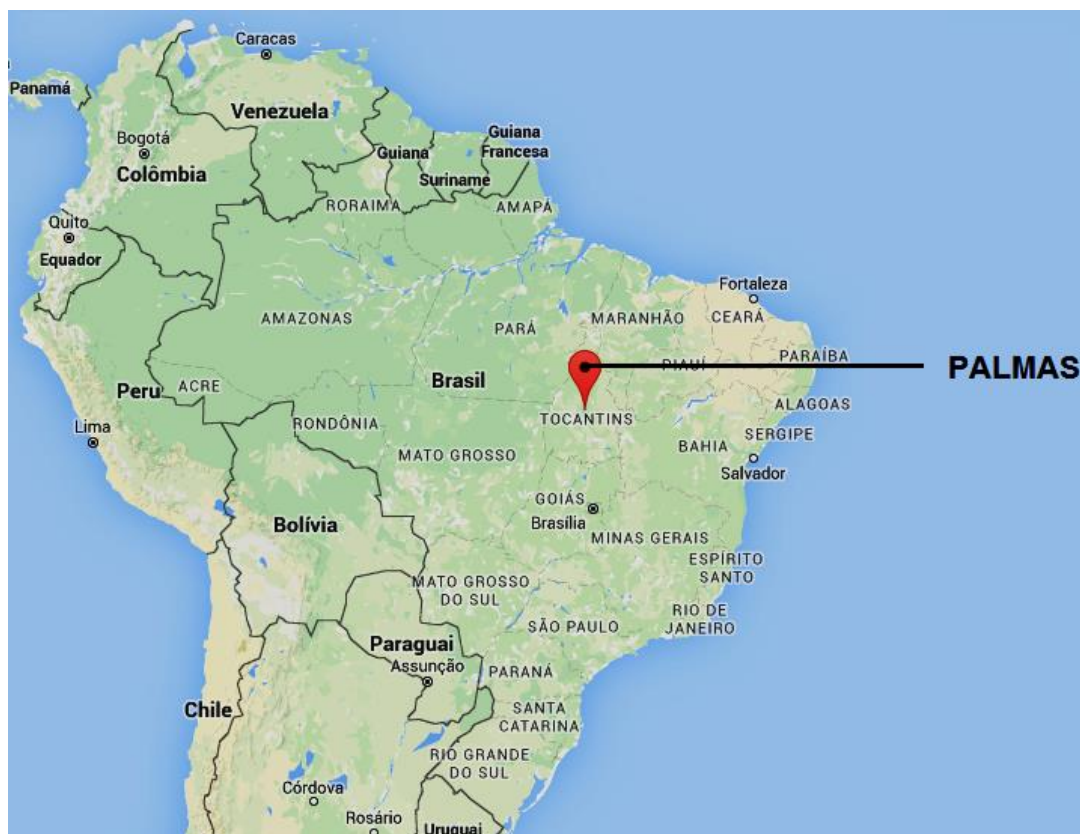 Caracas
Panamá
Venezuela
Bogotá
Colômbia
Guiana
Guiana
Francesa
Suriname
RORAIMA
AMAPÁ
Quito
Equador
Fortaleza
AMAZONAS
PARÁ
MARANHÃO
CEARÁ
PIAUÍ
PARAÍBA
PALMAS
Peru
ACRE
Brasil
ALAGOAS
Lima
RONDÔNIA
TOCANTINS
SERGIPE
BAHIA
MATO GROSSO
Salvador
GOIÁS
Brasília
Bolívia
MINAS GERAIS
ESPÍRITO
SANTO
MATO GROSSO
DO SUL
RIO DE
JANEIRO
SÃO PAULO
Paraguai
Assunção
PARANÁ
Chile
SANTA
CATARINA
RIO GRANDE
DO SUL
Córdova
Rosário
Uruguai